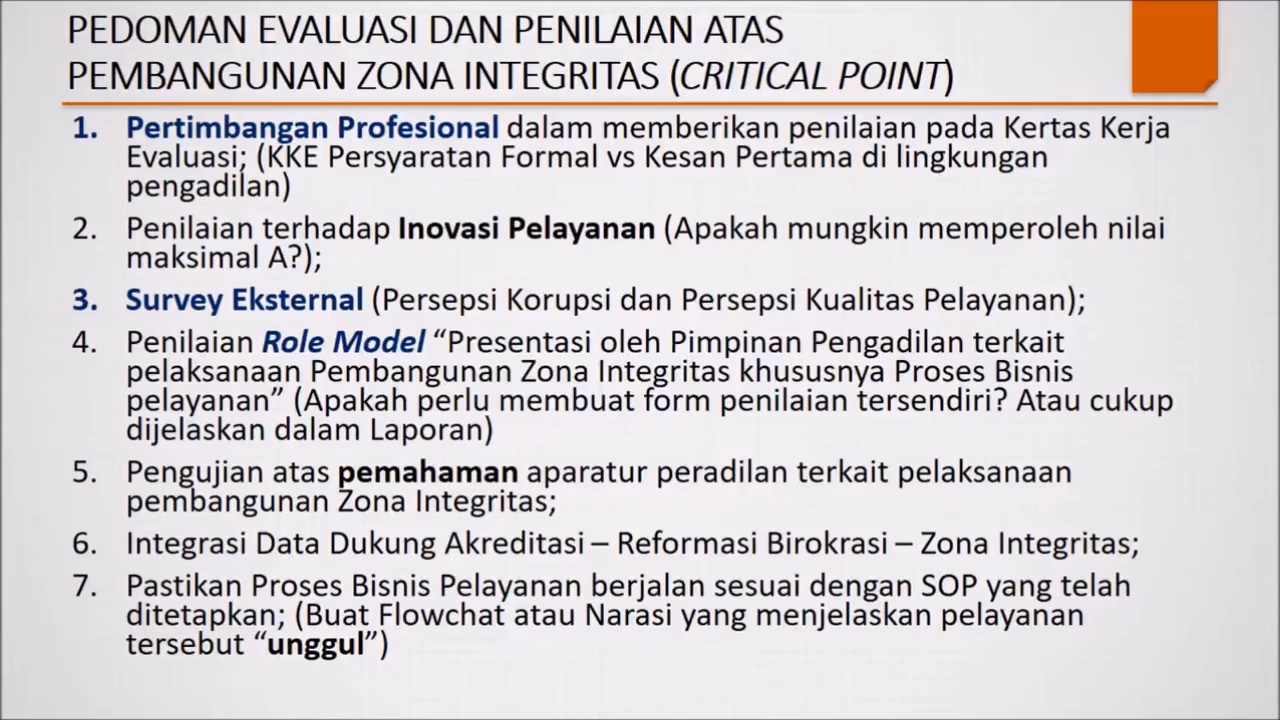 PEDOMAN EVALUASI DAN PENILAIAN ATAS
PEMBANGUNAN ZONA INTEGRITAS (CRITICAL POINT)
1. Pertimbangan Profesional dalam memberikan penilaian pada Kertas Kerja
Evaluasi; (KKE Persyaratan Formal vs Kesan Pertama di lingkungan
pengadilan)
2. Penilaian terhadap Inovasi Pelayanan (Apakah mungkin memperoleh nilai
maksimal A?);
3. Survey Eksternal (Persepsi Korupsi dan Persepsi Kualitas Pelayanan);
4. Penilaian Role Model “Presentasi oleh Pimpinan Pengadilan terkait
pelaksanaan Pembangunan Zona Integritas khususnya Proses Bisnis
pelayanan” (Apakah perlu membuat form penilaian tersendiri? Atau cukup
dijelaskan dalam Laporan)
5. Pengujian atas pemahaman aparatur peradilan terkait pelaksanaan
pembangunan Zona Integritas;
6. Integrasi Data Dukung Akreditasi – Reformasi Birokrasi – Zona Integritas;
7. Pastikan Proses Bisnis Pelayanan berjalan sesuai dengan SOP yang telah
ditetapkan; (Buat Flowchat atau Narasi yang menjelaskan pelayanan
tersebut “unggul”)